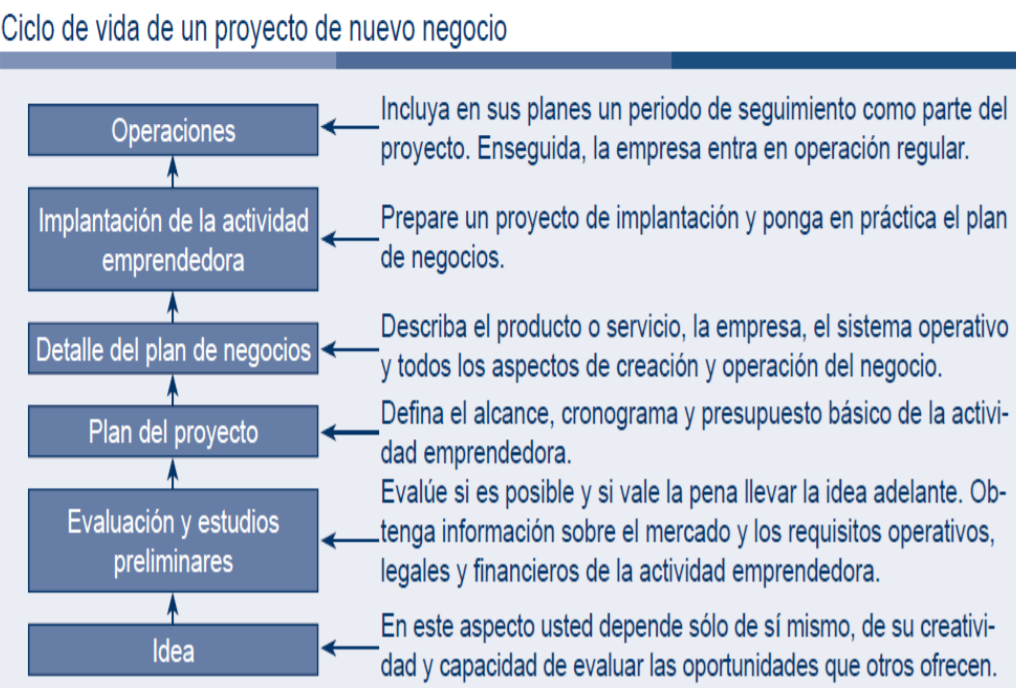 Ciclo de vida de un proyecto de nuevo negocio
Operaciones
Incluya en sus planes un periodo de seguimiento como parte del
proyecto. Enseguida, la empresa entra en operación regular.
Implantación de la actividad
emprendedora
Prepare un proyecto de implantación y ponga en práctica el plan
de negocios.
Detalle del plan de negocios
Describa el producto o servicio, la empresa, el sistema operativo
y todos los aspectos de creación y operación del negocio.
Plan del proyecto
Defina el alcance, cronograma y presupuesto básico de la activi-
dad emprendedora.
Evaluación y estudios
preliminares
Evalúe si es posible y si vale la pena llevar la idea adelante. Ob-
tenga información sobre el mercado y los requisitos operativos,
legales y financieros de la actividad emprendedora.
Idea
En este aspecto usted depende sólo de sí mismo, de su creativi-
dad y capacidad de evaluar las oportunidades que otros ofrecen.